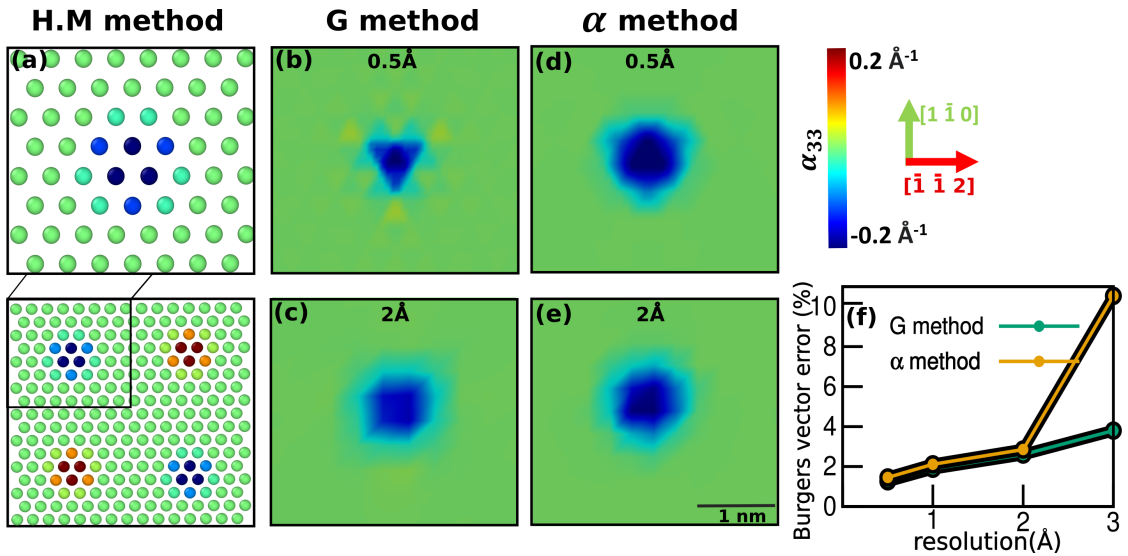 H.M method
G method
α method
(a)
(b)
0.5Å
(d)
0.5Å
0.2 Å⁻¹
α₃₃
-0.2 Å⁻¹
[1 1̄ 0]
[1̄ 1̄ 2]
(c)
2Å
(e)
2Å
1 nm
(f)
G method
α method
Burgers vector error (%)
10
8
6
4
2
0
1
2
3
resolution(Å)